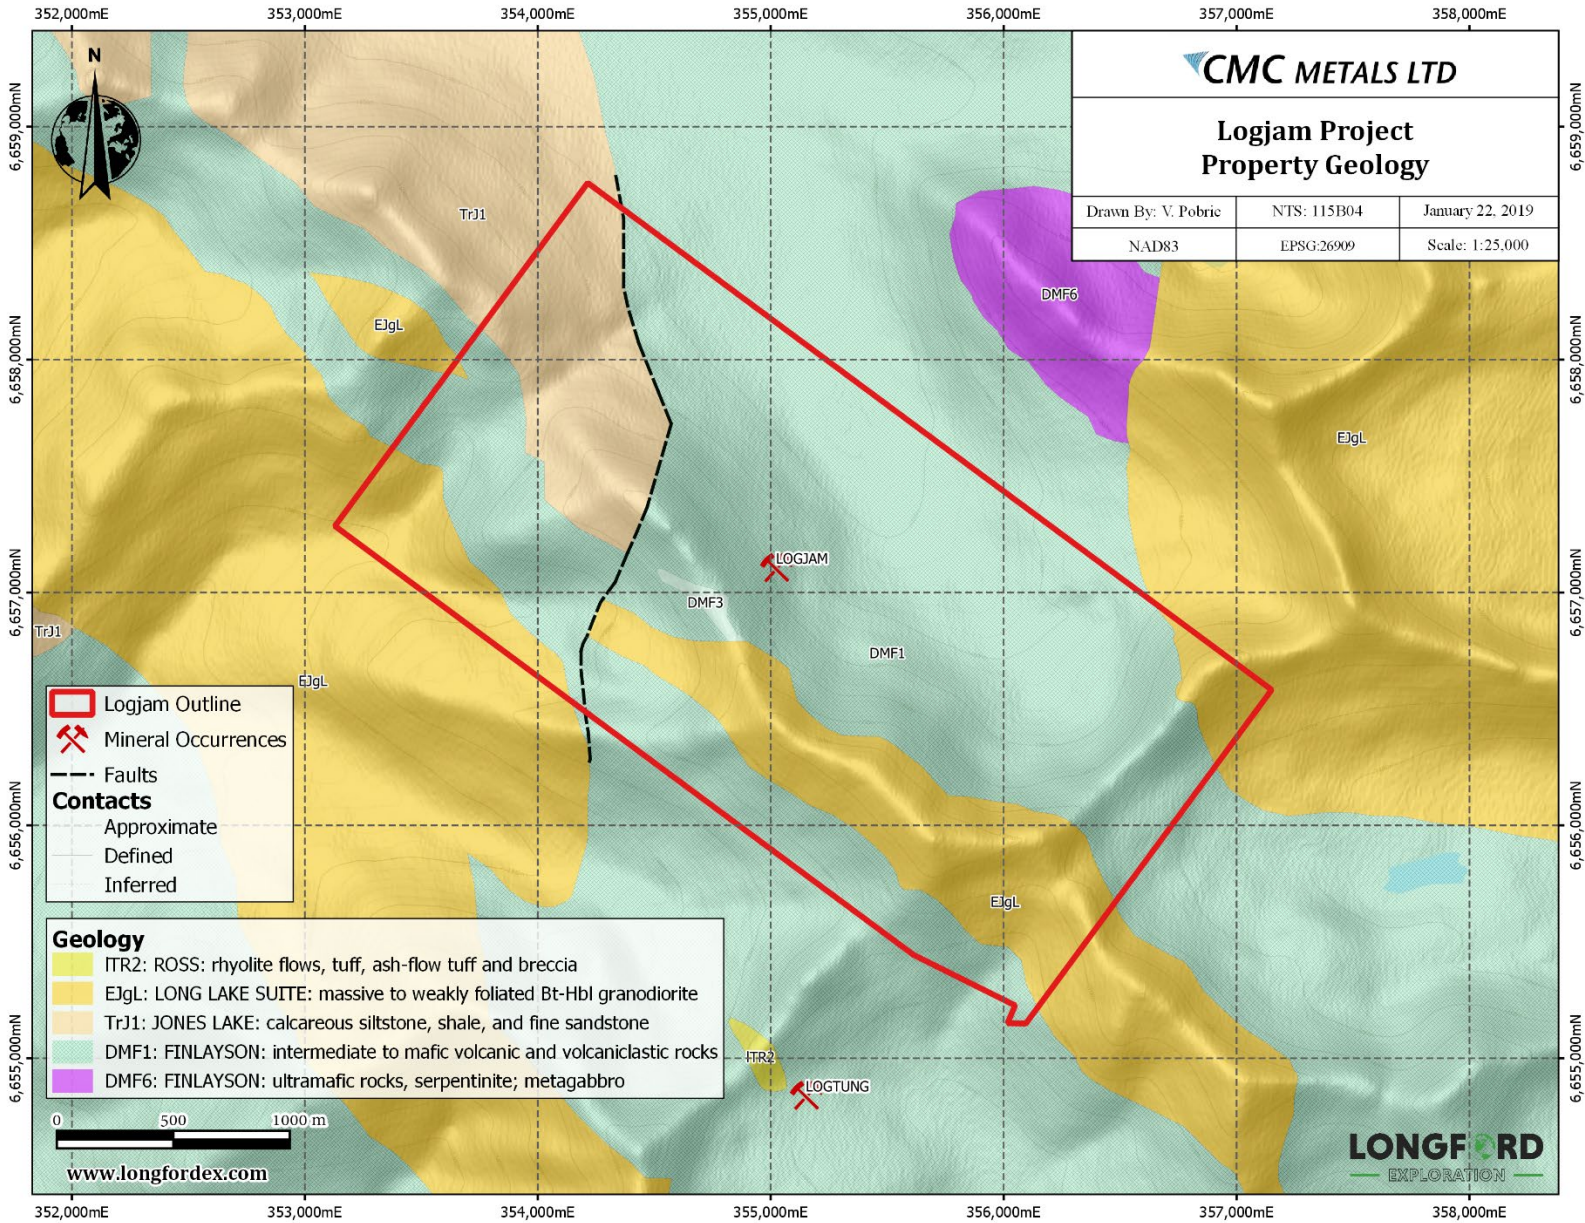 352,000mE 353,000mE 354,000mE 355,000mE 356,000mE 357,000mE 358,000mE
N
CMC METALS LTD
Logjam Project
Property Geology
Drawn By: V. Pobric NTS: 115B04 January 22, 2019
NAD83 EPSG:26909 Scale: 1:25,000
6,659,000mN 6,659,000mN
TrJ1
DMF6
EJgL
6,658,000mN 6,658,000mN
EJgL
LOGJAM
6,657,000mN 6,657,000mN
DMF3
TrJ1
DMF1
EJgL
Logjam Outline
Mineral Occurrences
Faults
Contacts
Approximate
Defined
Inferred
6,656,000mN 6,656,000mN
EJgL
Geology
ITR2: ROSS: rhyolite flows, tuff, ash-flow tuff and breccia
EJgL: LONG LAKE SUITE: massive to weakly foliated Bt-Hbl granodiorite
TrJ1: JONES LAKE: calcareous siltstone, shale, and fine sandstone
DMF1: FINLAYSON: intermediate to mafic volcanic and volcaniclastic rocks
DMF6: FINLAYSON: ultramafic rocks, serpentinite; metagabbro
6,655,000mN 6,655,000mN
ITR2
LOGTUNG
0 500 1000 m
www.longfordex.com
LONGFORD
EXPLORATION
352,000mE 353,000mE 354,000mE 355,000mE 356,000mE 357,000mE 358,000mE